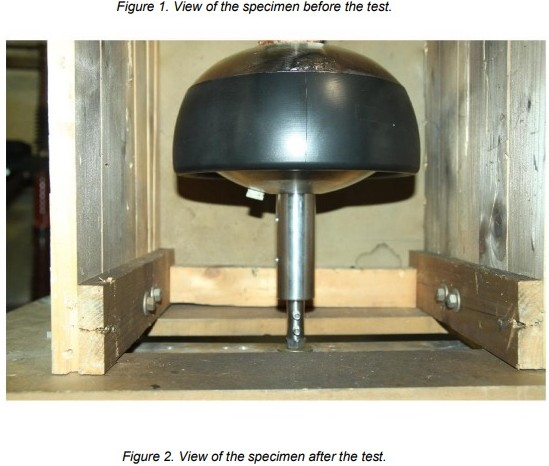 Figure 1. View of the specimen before the test.
Figure 2. View of the specimen after the test.